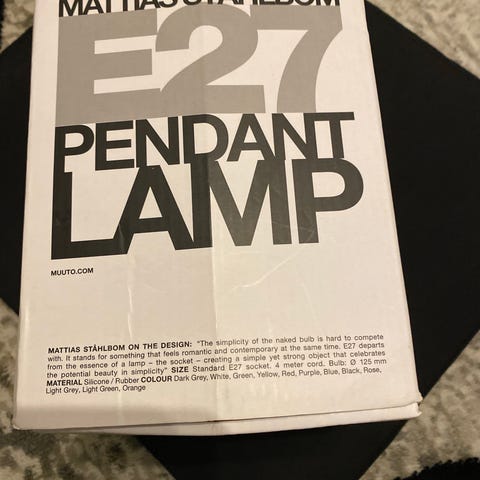 MATTIAS STÅHLBOM
E27
PENDANT
LAMP
MUUTO.COM
MATTIAS STÅHLBOM ON THE DESIGN: "The simplicity of the naked bulb is hard to compete
with. It stands for something that feels romantic and contemporary at the same time. E27 departs
from the essence of a lamp – the socket – creating a simple yet strong object that celebrates
the potential beauty in simplicity" SIZE Standard E27 socket. 4 meter cord. Bulb: Ø 125 mm
MATERIAL Silicone / Rubber COLOUR Dark Grey, White, Green, Yellow, Red, Purple, Blue, Black, Rose,
Light Grey, Light Green, Orange